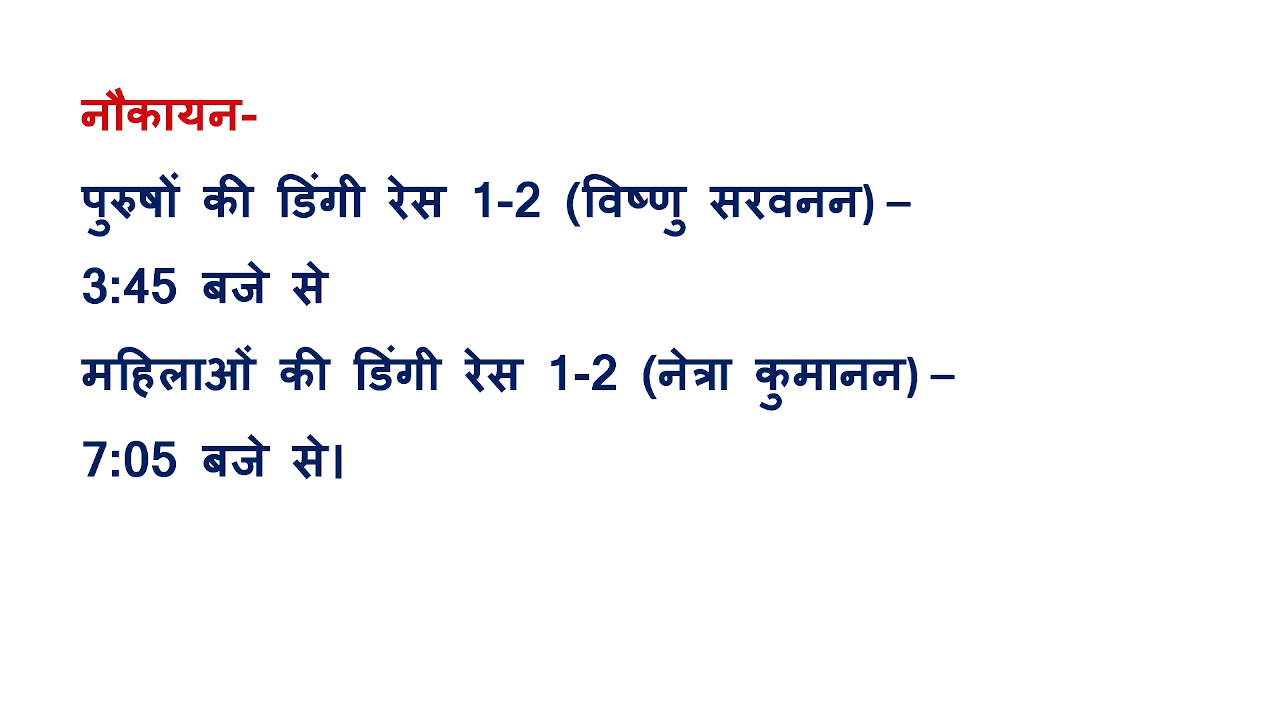 नौकायन-
पुरुषों की डिंगी रेस 1-2 (विष्णु सरवनन) –
3:45 बजे से
महिलाओं की डिंगी रेस 1-2 (नेत्रा कुमानन) –
7:05 बजे से।